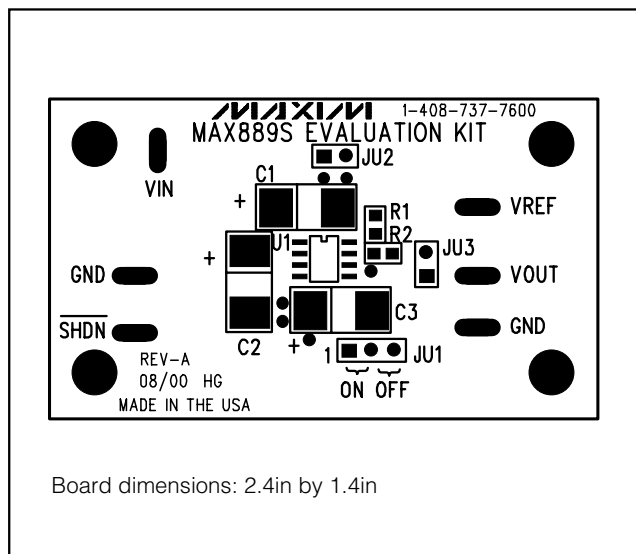 MAXIM 1-408-737-7600
MAX889S EVALUATION KIT
JU2
C1
VIN
+
R1
VREF
R2
U1
JU3
+
GND
VOUT
SHDN
C3
GND
C2
+
1
JU1
REV-A
08/00 HG
ON OFF
MADE IN THE USA
Board dimensions: 2.4in by 1.4in